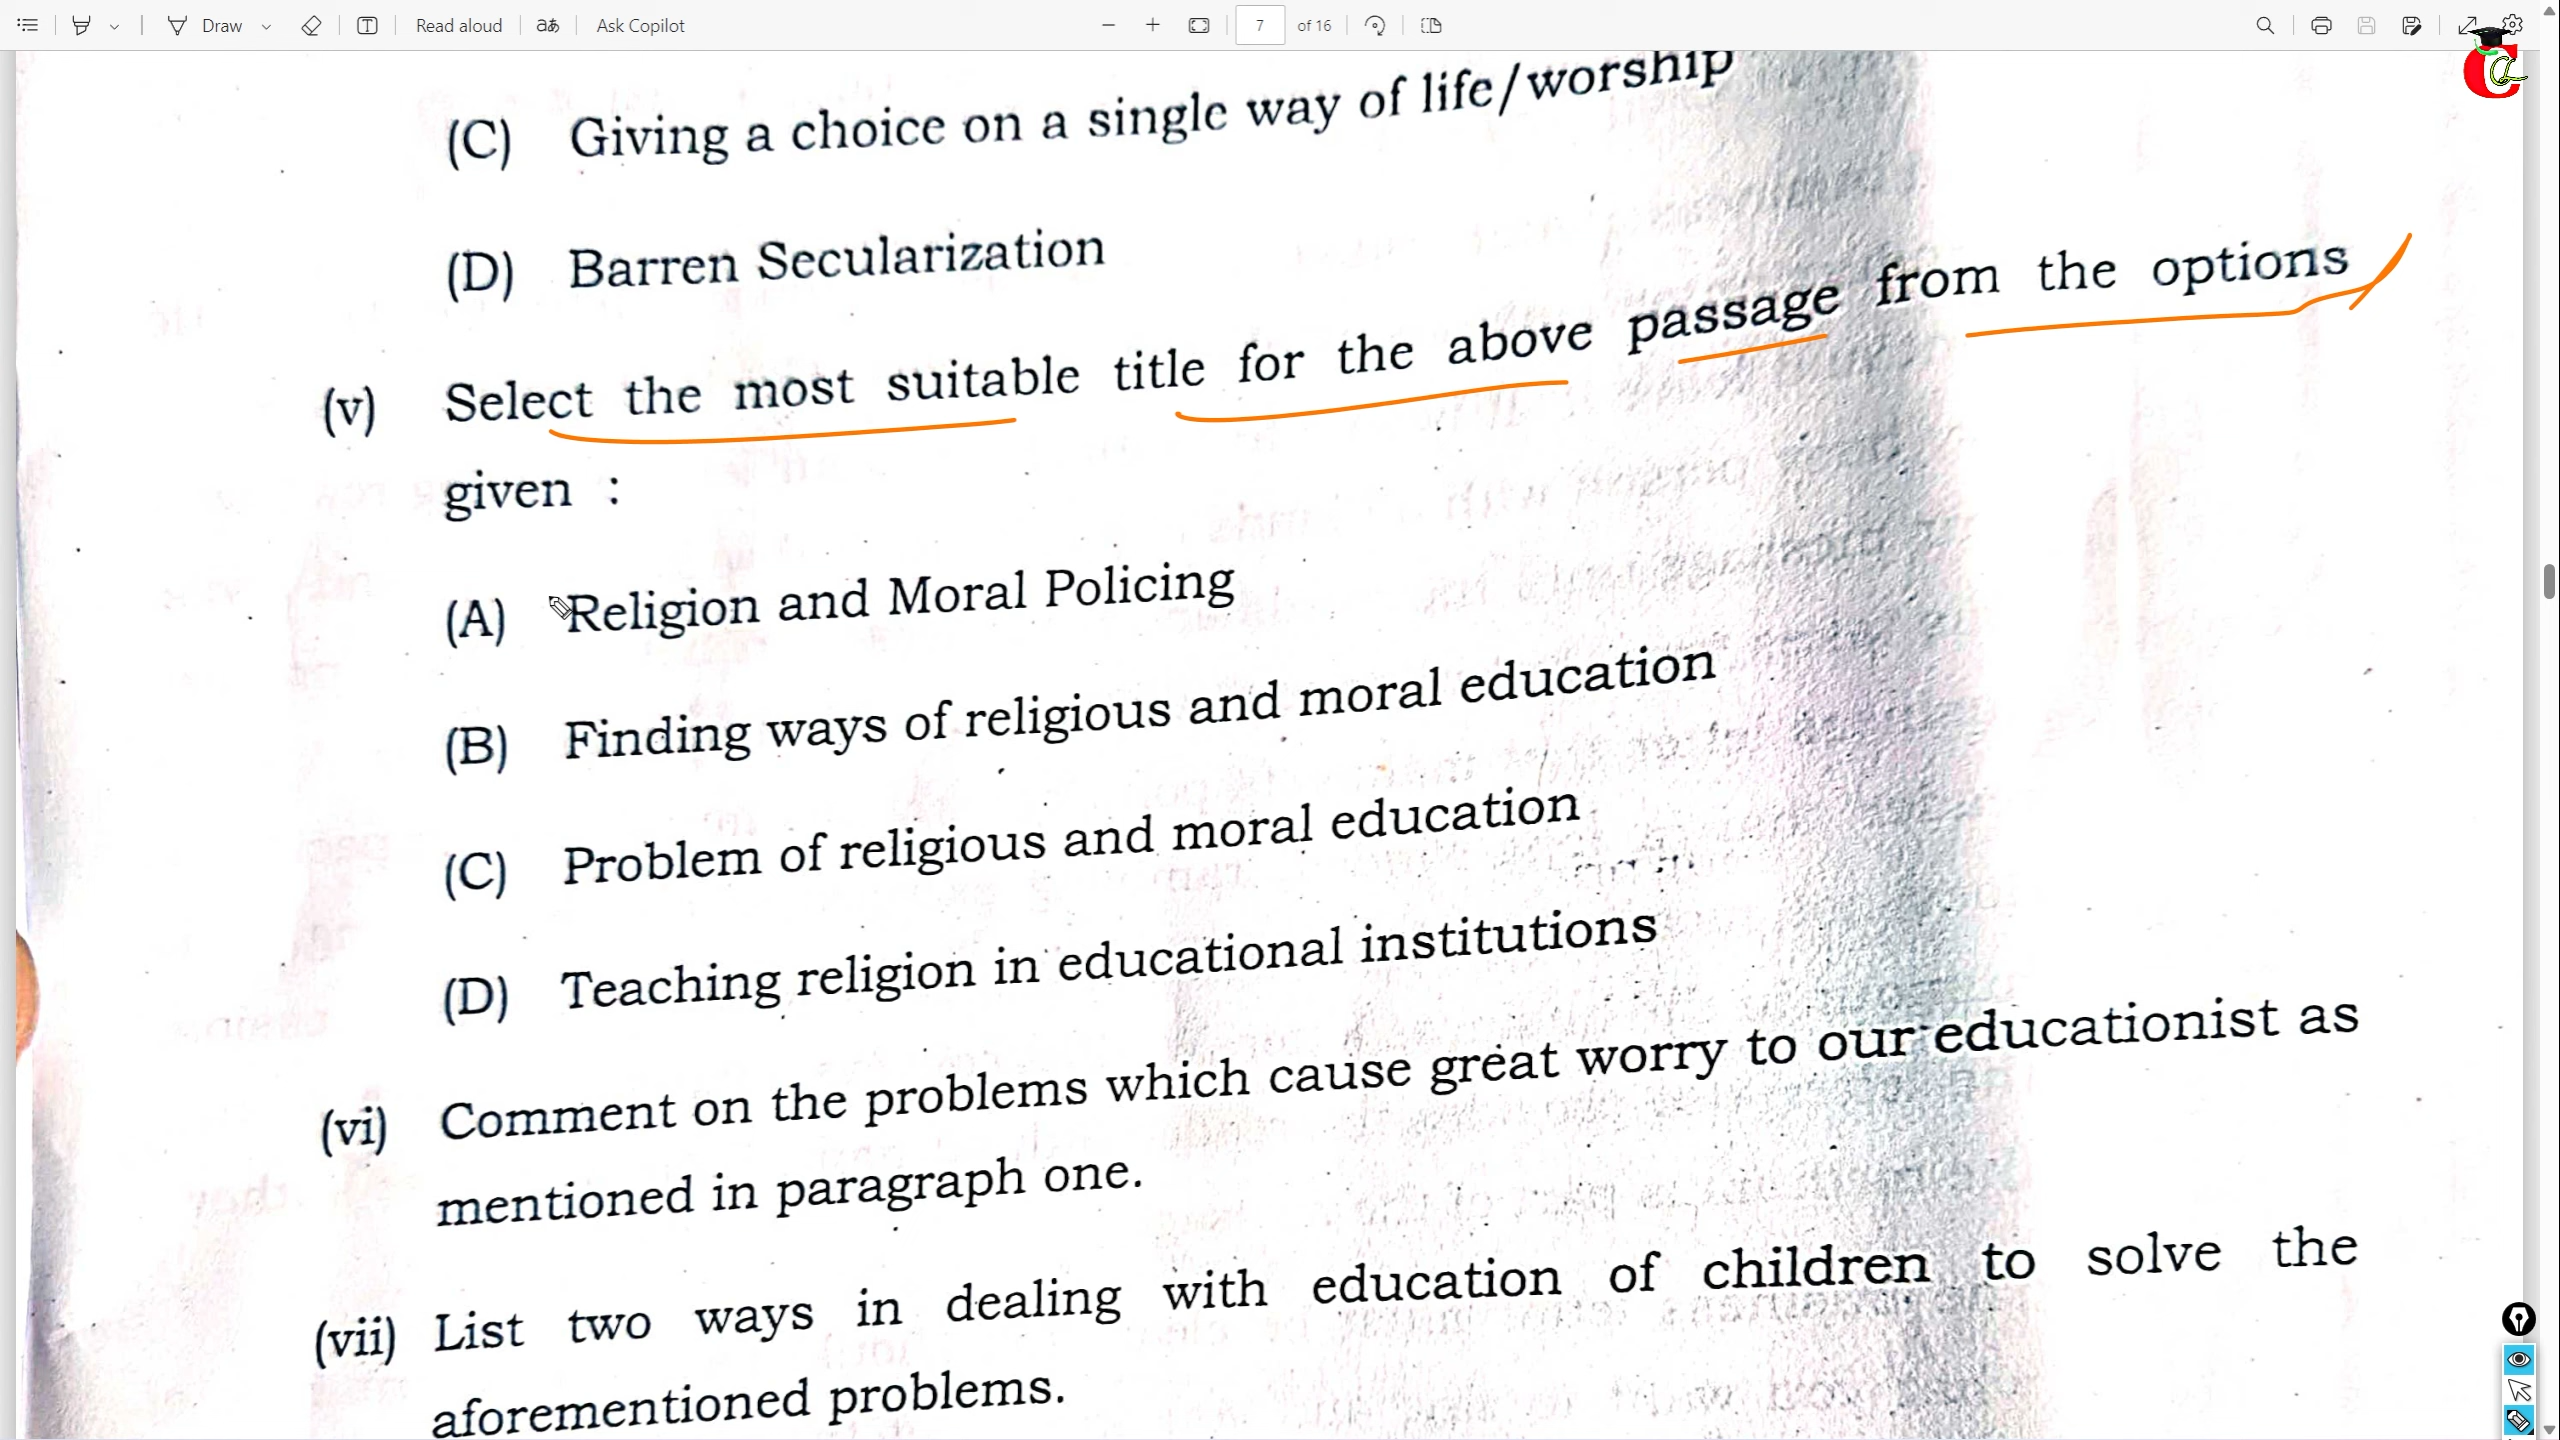 Draw
Read aloud
aあ
Ask Copilot
7
of 16
(C) Giving a choice on a single way of life/worship
(D) Barren Secularization
(v) Select the most suitable title for the above passage from the options
given :
(A) Religion and Moral Policing
(B) Finding ways of religious and moral education
(C) Problem of religious and moral education
(D) Teaching religion in educational institutions
(vi) Comment on the problems which cause great worry to our educationist as
mentioned in paragraph one.
(vii) List two ways in dealing with education of children to solve the
aforementioned problems.